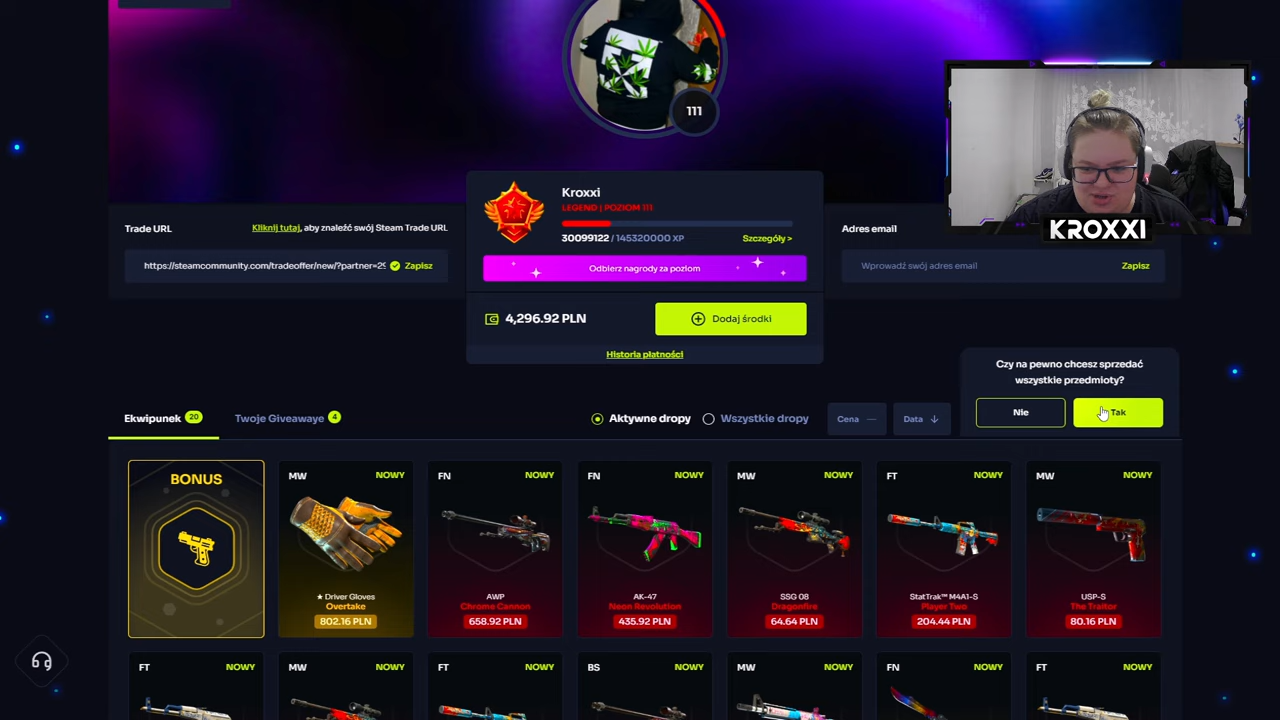 111
Kroxxi
LEGEND | POZIOM 111
30099122 / 145320000 XP
Szczegóły >
Odbierz nagrody za poziom
4,296.92 PLN
Dodaj środki
Historia płatności
Trade URL
Kliknij tutaj, aby znaleźć swój Steam Trade URL
https://steamcommunity.com/tradeoffer/new/?partner=29
Zapisz
Adres email
Wprowadź swój adres email
Zapisz
KROXXI
Czy na pewno chcesz sprzedać
wszystkie przedmioty?
Nie
Tak
Ekwipunek 20
Twoje Giveawaye 4
Aktywne dropy
Wszystkie dropy
Cena
Data
BONUS
MW NOWY
★ Driver Gloves
Overtake
802.16 PLN
FN NOWY
AWP
Chrome Cannon
658.92 PLN
FN NOWY
AK-47
Neon Revolution
435.92 PLN
MW NOWY
SSG 08
Dragonfire
64.64 PLN
FT NOWY
StatTrak™ M4A1-S
Player Two
204.44 PLN
MW NOWY
USP-S
The Traitor
80.16 PLN
FT NOWY
MW NOWY
FT NOWY
BS NOWY
MW NOWY
FN NOWY
FT NOWY